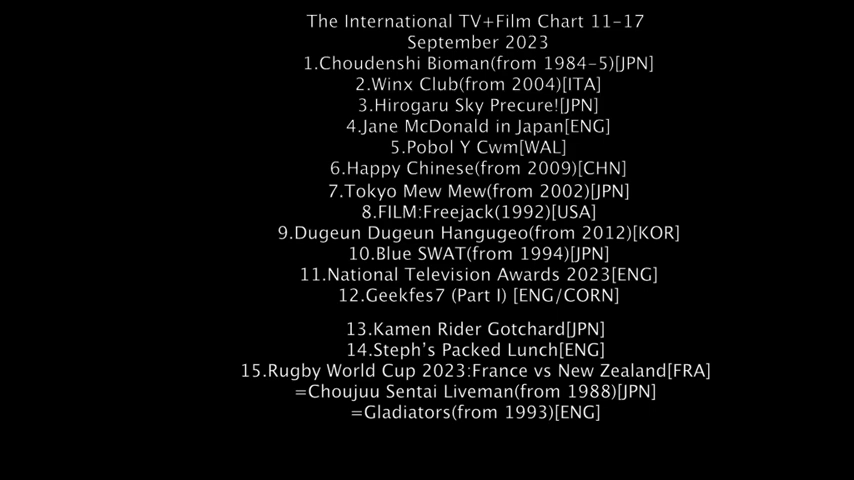 The International TV+Film Chart 11-17
September 2023
1.Choudenshi Bioman(from 1984-5)[JPN]
2.Winx Club(from 2004)[ITA]
3.Hirogaru Sky Precure![JPN]
4.Jane McDonald in Japan[ENG]
5.Pobol Y Cwm[WAL]
6.Happy Chinese(from 2009)[CHN]
7.Tokyo Mew Mew(from 2002)[JPN]
8.FILM:Freejack(1992)[USA]
9.Dugeun Dugeun Hangugeo(from 2012)[KOR]
10.Blue SWAT(from 1994)[JPN]
11.National Television Awards 2023[ENG]
12.Geekfes7 (Part I) [ENG/CORN]
13.Kamen Rider Gotchard[JPN]
14.Steph's Packed Lunch[ENG]
15.Rugby World Cup 2023:France vs New Zealand[FRA]
=Choujuu Sentai Liveman(from 1988)[JPN]
=Gladiators(from 1993)[ENG]